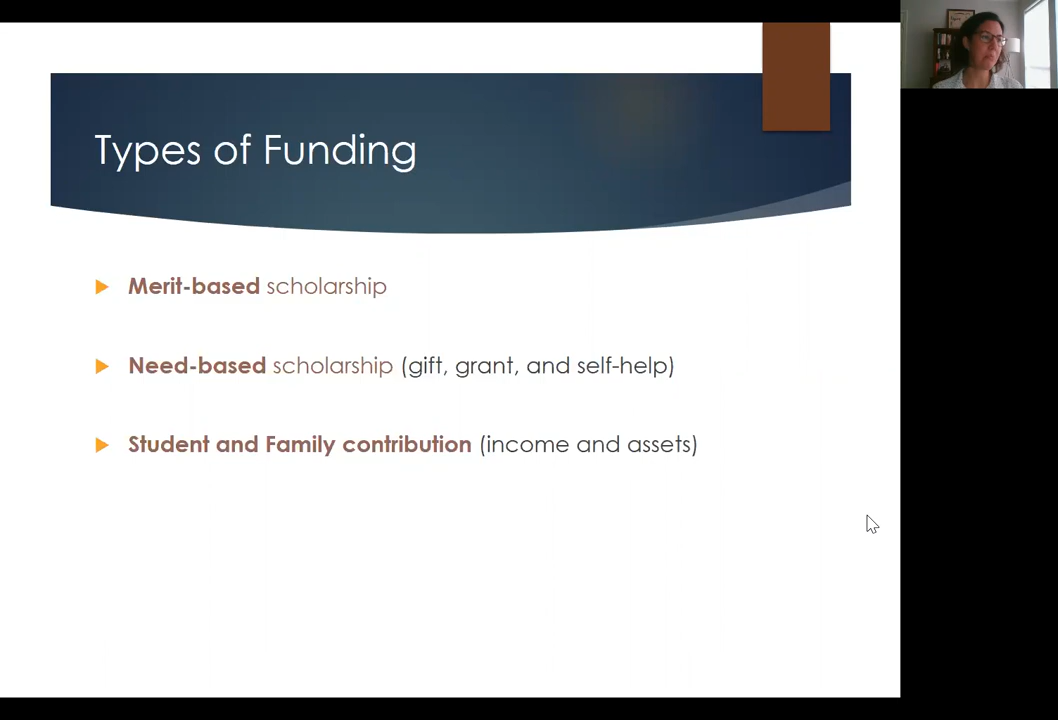 Types of Funding
Merit-based scholarship
Need-based scholarship (gift, grant, and self-help)
Student and Family contribution (income and assets)